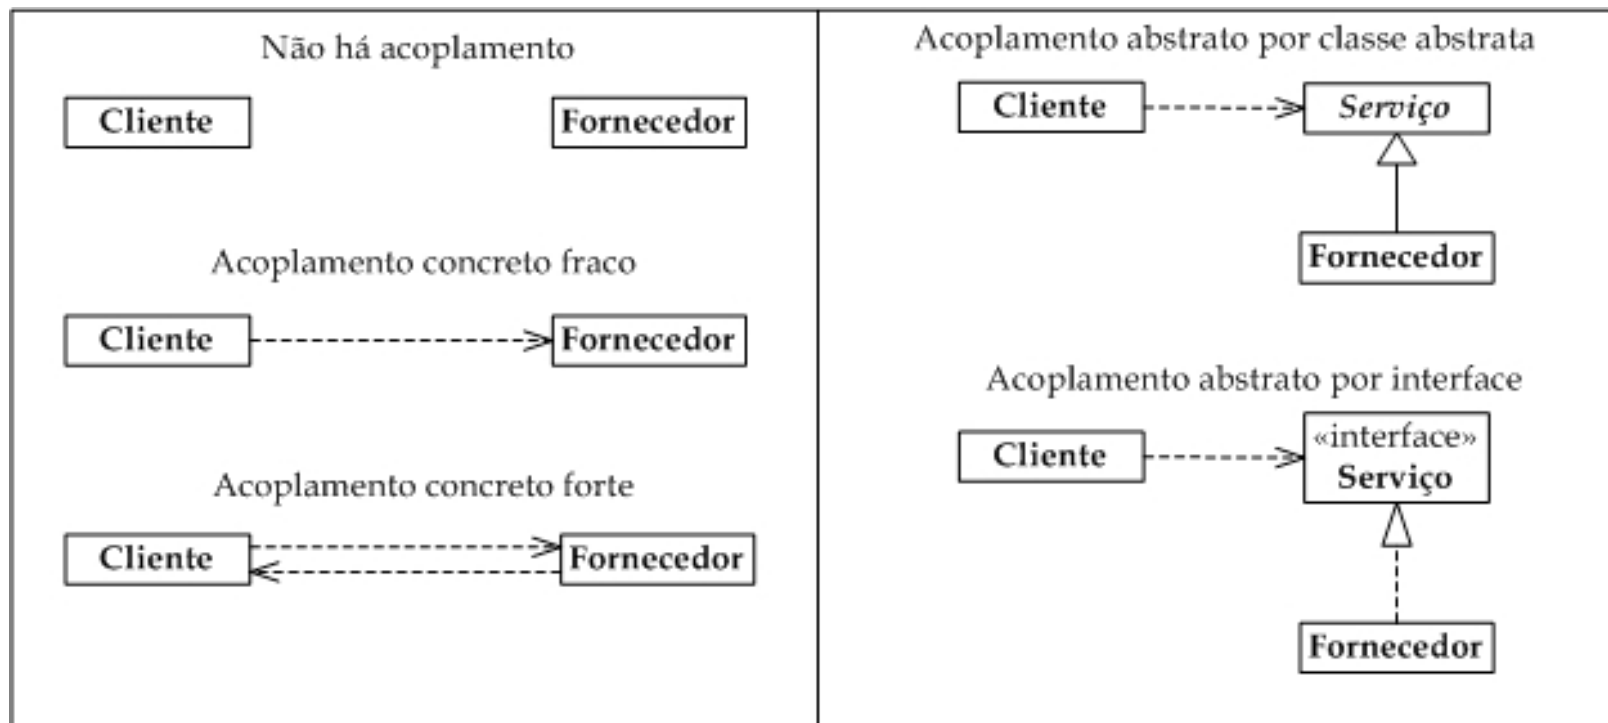 Não há acoplamento
Cliente
Fornecedor
Acoplamento concreto fraco
Cliente
Fornecedor
Acoplamento concreto forte
Cliente
Fornecedor
Acoplamento abstrato por classe abstrata
Cliente
Serviço
Fornecedor
Acoplamento abstrato por interface
Cliente
«interface»
Serviço
Fornecedor